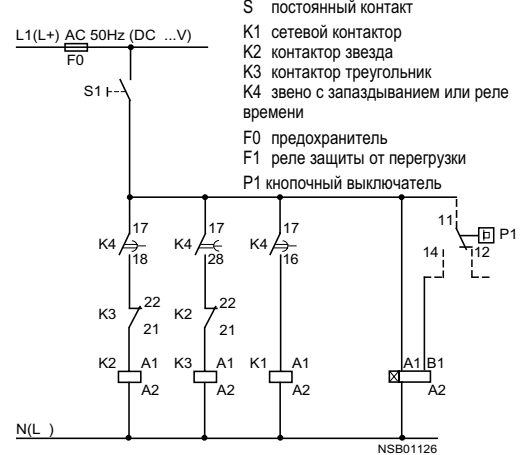 S постоянный контакт
L1(L+) AC 50Hz (DC ...V)
K1 сетевой контактор
K2 контактор звезда
F0
K3 контактор треугольник
S1
K4 звено с запаздыванием или реле
времени
F0 предохранитель
F1 реле защиты от перегрузки
P1 кнопочный выключатель
17 17 17 11
K4 K4 K4 P1
18 28 16 14 12
K3 22 K2 22
21 21
K2 A1 K3 A1 K1 A1 A1 B1
A2 A2 A2 A2
N(L )
NSB01126